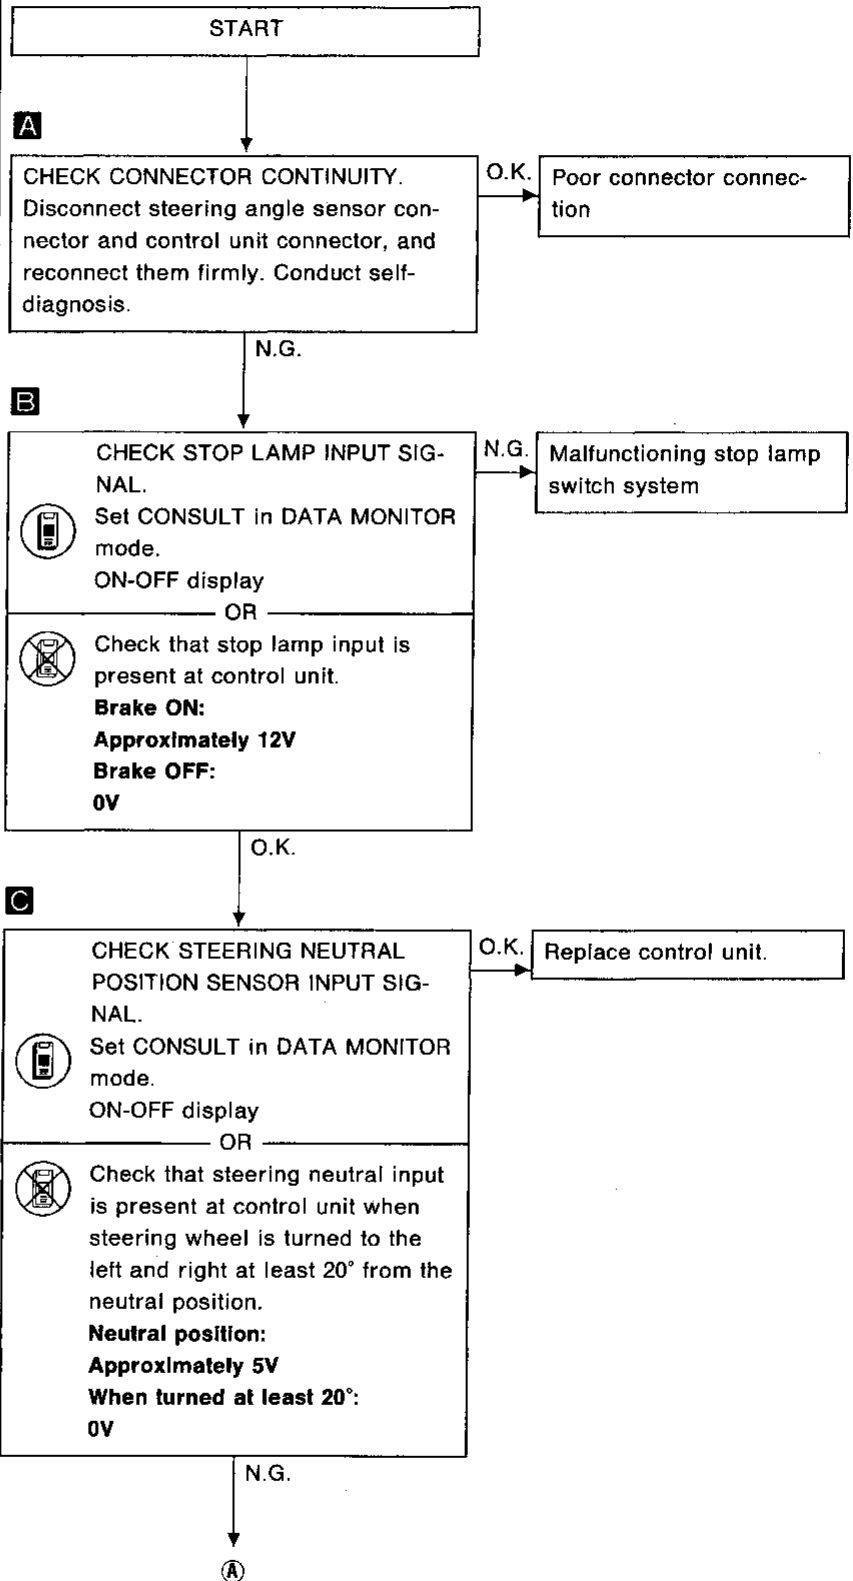 START
A
CHECK CONNECTOR CONTINUITY.
Disconnect steering angle sensor con-
nector and control unit connector, and
reconnect them firmly. Conduct self-
diagnosis.
O.K.
Poor connector connec-
tion
N.G.
B
CHECK STOP LAMP INPUT SIG-
NAL.
Set CONSULT in DATA MONITOR
mode.
ON-OFF display
OR
Check that stop lamp input is
present at control unit.
Brake ON:
Approximately 12V
Brake OFF:
0V
N.G.
Malfunctioning stop lamp
switch system
O.K.
C
CHECK STEERING NEUTRAL
POSITION SENSOR INPUT SIG-
NAL.
Set CONSULT in DATA MONITOR
mode.
ON-OFF display
OR
Check that steering neutral input
is present at control unit when
steering wheel is turned to the
left and right at least 20° from the
neutral position.
Neutral position:
Approximately 5V
When turned at least 20°:
0V
O.K.
Replace control unit.
N.G.
Ⓐ